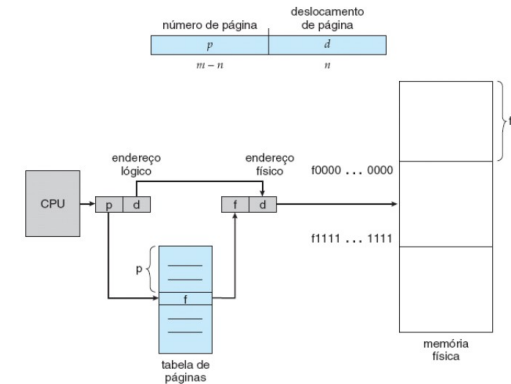 número de página
deslocamento
de página
p
d
m – n
n
f
endereço
lógico
endereço
físico
f0000 ... 0000
CPU
p
d
f
d
f1111 ... 1111
p
f
tabela de
páginas
memória
física